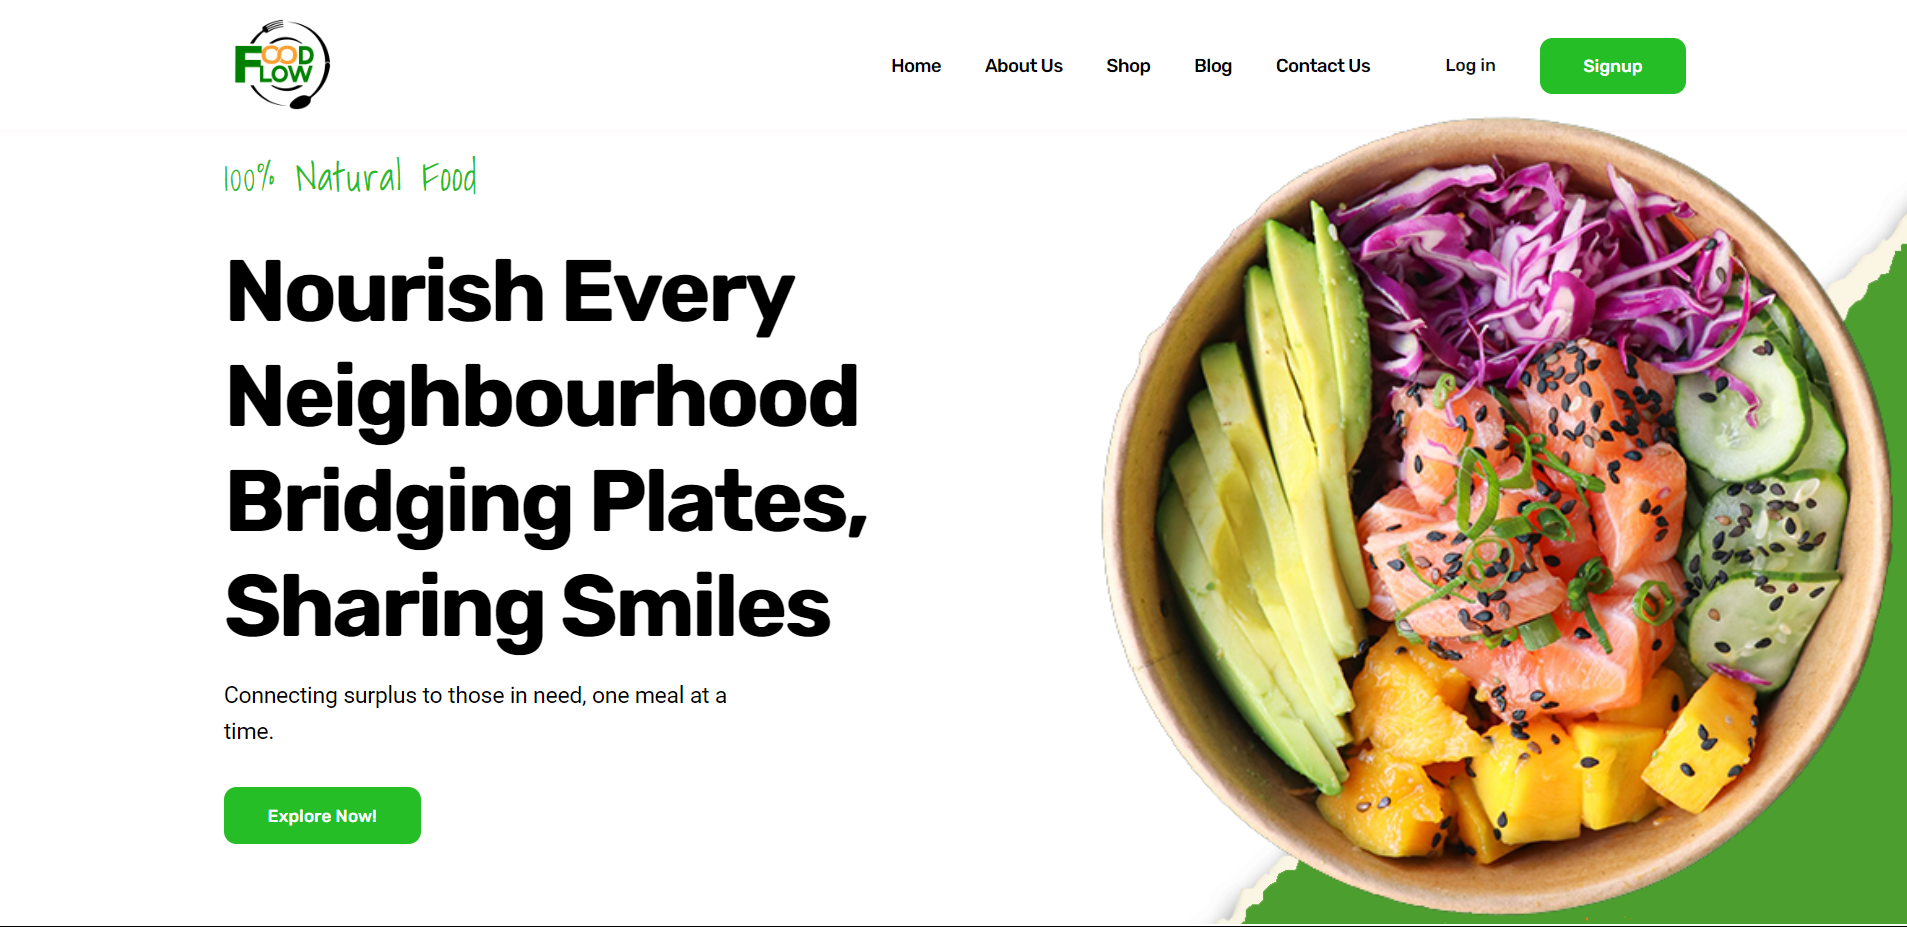 FOOD
FLOW
Home About Us Shop Blog Contact Us Log in Signup
100% Natural Food
Nourish Every
Neighbourhood
Bridging Plates,
Sharing Smiles
Connecting surplus to those in need, one meal at a
time.
Explore Now!